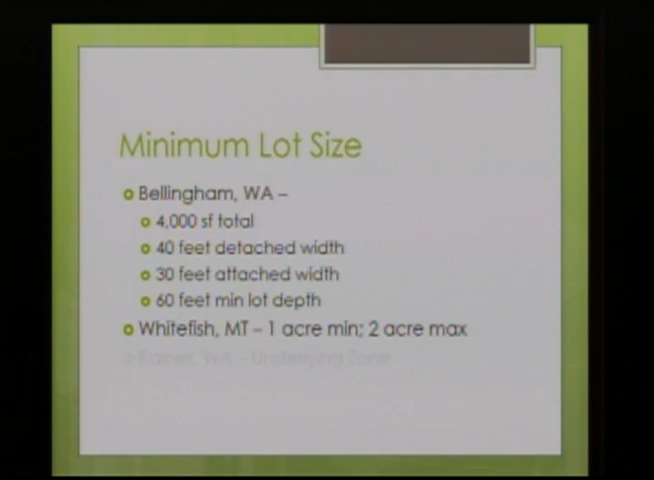 Minimum Lot Size
Bellingham, WA –
4,000 sf total
40 feet detached width
30 feet attached width
60 feet min lot depth
Whitefish, MT – 1 acre min; 2 acre max
Rainer, WA – Underlying Zone